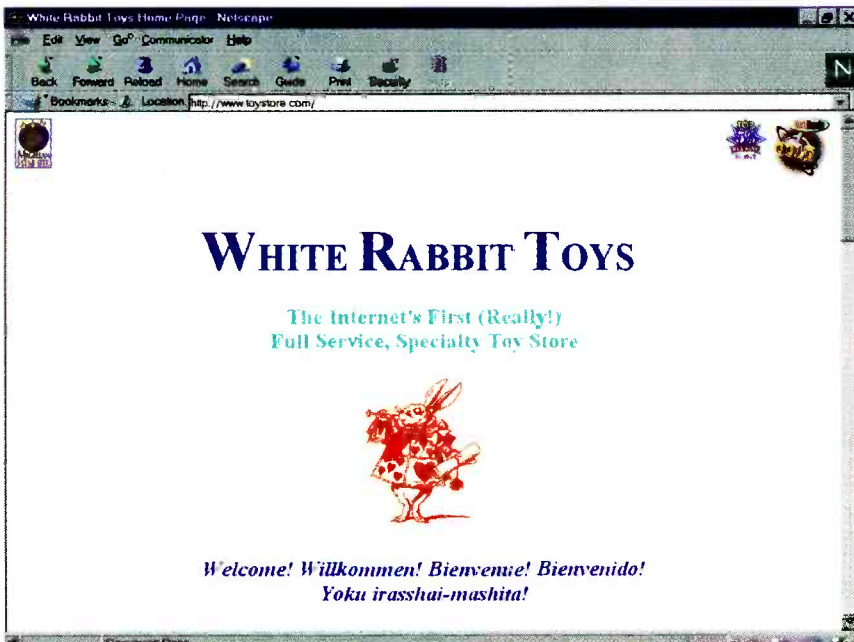 White Rabbit Toys Home Page - Netscape
Edit View Go Communicator Help
Back Forward Reload Home Search Guide Print Security
Bookmarks Location: http://www.toystore.com/
N
TOP
5%
WHITE RABBIT TOYS
The Internet's First (Really!)
Full Service, Specialty Toy Store
Welcome! Willkommen! Bienvenue! Bienvenido!
Yoku irasshai-mashita!